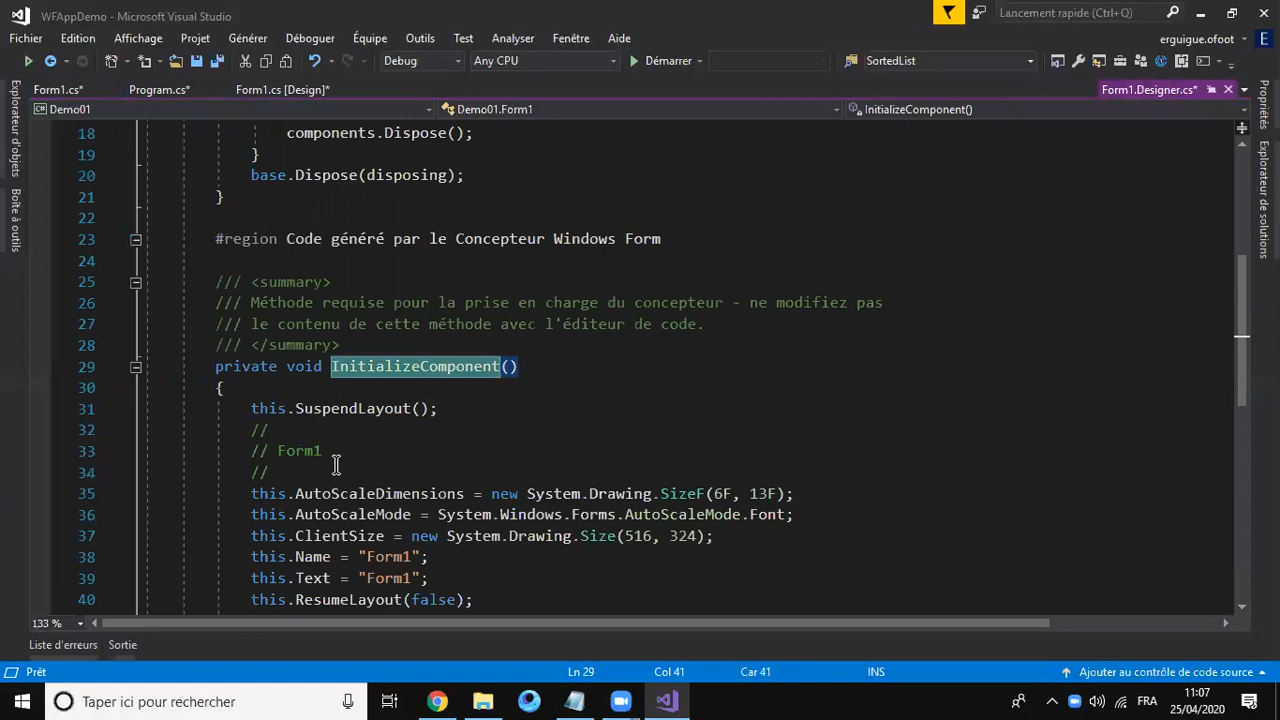 WFAppDemo - Microsoft Visual Studio
Lancement rapide (Ctrl+Q)
Fichier Edition Affichage Projet Générer Déboguer Équipe Outils Test Analyser Fenêtre Aide
erguigue.ofoot E
Debug Any CPU Démarrer SortedList
Form1.cs* Program.cs* Form1.cs [Design]* Form1.Designer.cs*
Demo01 Demo01.Form1 InitializeComponent()
Explorateur d'objets
Boîte à outils
Propriétés
Explorateur de solutions
18 components.Dispose();
19 }
20 base.Dispose(disposing);
21 }
22
23 #region Code généré par le Concepteur Windows Form
24
25 /// <summary>
26 /// Méthode requise pour la prise en charge du concepteur - ne modifiez pas
27 /// le contenu de cette méthode avec l'éditeur de code.
28 /// </summary>
29 private void InitializeComponent()
30 {
31 this.SuspendLayout();
32 //
33 // Form1
34 //
35 this.AutoScaleDimensions = new System.Drawing.SizeF(6F, 13F);
36 this.AutoScaleMode = System.Windows.Forms.AutoScaleMode.Font;
37 this.ClientSize = new System.Drawing.Size(516, 324);
38 this.Name = "Form1";
39 this.Text = "Form1";
40 this.ResumeLayout(false);
133 %
Liste d'erreurs Sortie
Prêt Ln 29 Col 41 Car 41 INS Ajouter au contrôle de code source
Taper ici pour rechercher FRA 11:07
25/04/2020